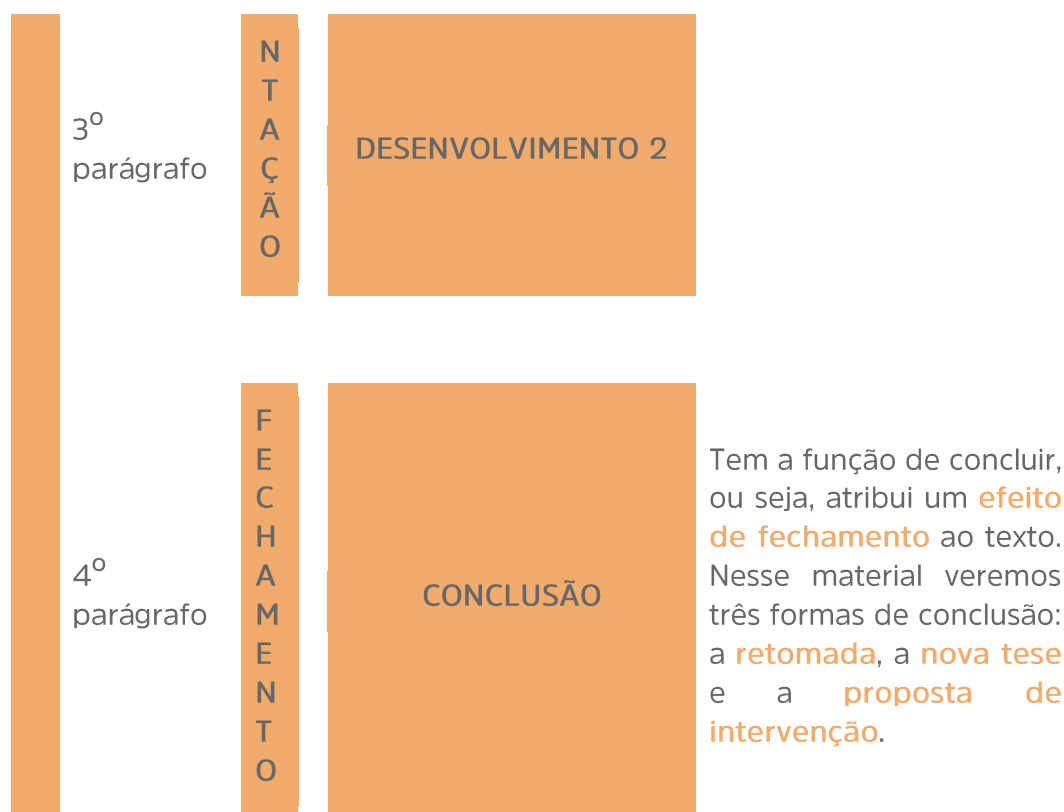 3º
parágrafo
N
T
A
Ç
Ã
O
DESENVOLVIMENTO 2
4º
parágrafo
F
E
C
H
A
M
E
N
T
O
CONCLUSÃO
Tem a função de concluir,
ou seja, atribui um efeito
de fechamento ao texto.
Nesse material veremos
três formas de conclusão:
a retomada, a nova tese
e a proposta de
intervenção.